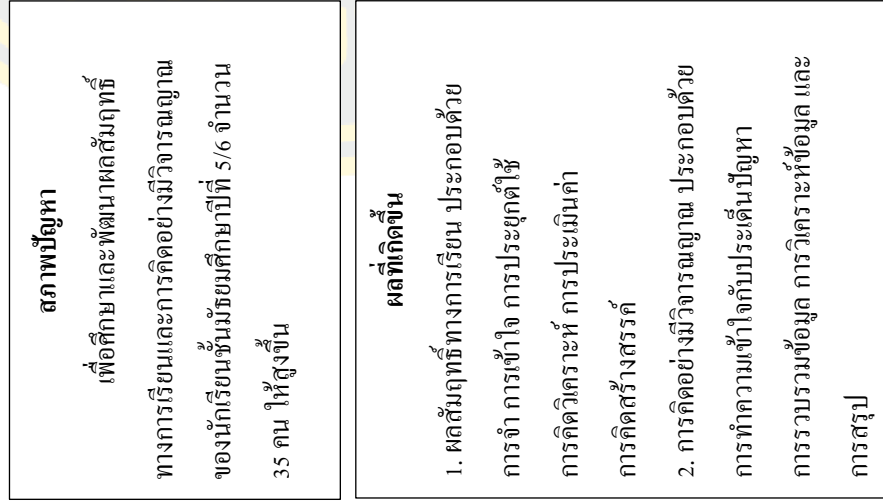 สภาพปัญหา
เพื่อศึกษาและพัฒนาผลสัมฤทธิ์
ทางการเรียนและการคิดอย่างมีวิจารณญาณ
ของนักเรียนชั้นมัธยมศึกษาปีที่ 5/6 จำนวน
35 คน ให้สูงขึ้น
ผลที่เกิดขึ้น
1. ผลสัมฤทธิ์ทางการเรียน ประกอบด้วย
การจำ การเข้าใจ การประยุกต์ใช้
การคิดวิเคราะห์ การประเมินค่า
การคิดสร้างสรรค์
2. การคิดอย่างมีวิจารณญาณ ประกอบด้วย
การทำความเข้าใจกับประเด็นปัญหา
การรวบรวมข้อมูล การวิเคราะห์ข้อมูล และ
การสรุป